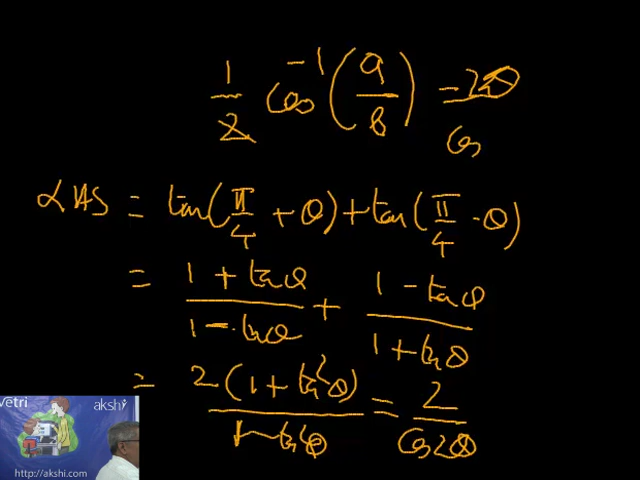 1/2 cos⁻¹(a/b) = 2θ
cos
LHS = tan(π/4 + θ) + tan(π/4 - θ)
= (1 + tanθ)/(1 - tanθ) + (1 - tanθ)/(1 + tanθ)
= 2(1 + tan²θ)/(1 - tan²θ) = 2/cos2θ
Vetri
akshi
http://akshi.com